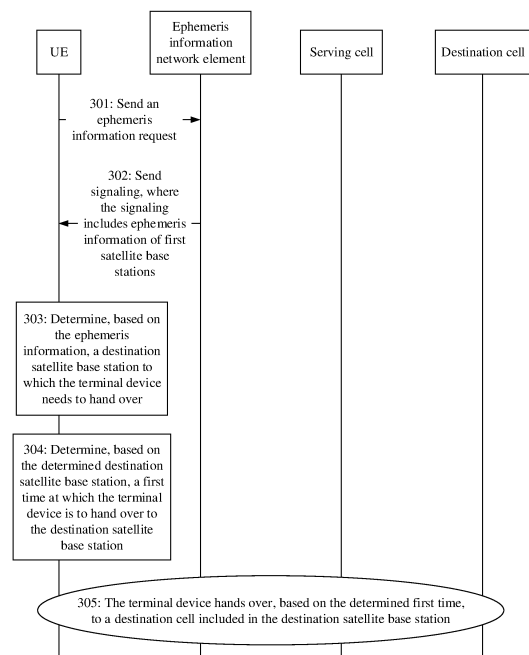 UE
Ephemeris
information
network element
Serving cell
Destination cell
301: Send an
ephemeris
information request
302: Send
signaling, where
the signaling
includes ephemeris
information of first
satellite base
stations
303: Determine, based on
the ephemeris
information, a destination
satellite base station to
which the terminal device
needs to hand over
304: Determine, based on
the determined destination
satellite base station, a first
time at which the terminal
device is to hand over to
the destination satellite
base station
305: The terminal device hands over, based on the determined first time,
to a destination cell included in the destination satellite base station